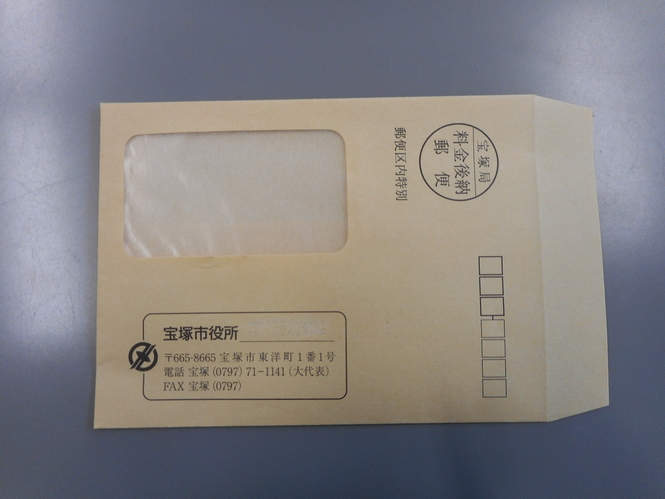 宝塚局
料金後納
郵便
郵便区内特別
宝塚市役所
〒665-8665 宝塚市東洋町1番1号
電話 宝塚(0797)71-1141(大代表)
FAX 宝塚(0797)